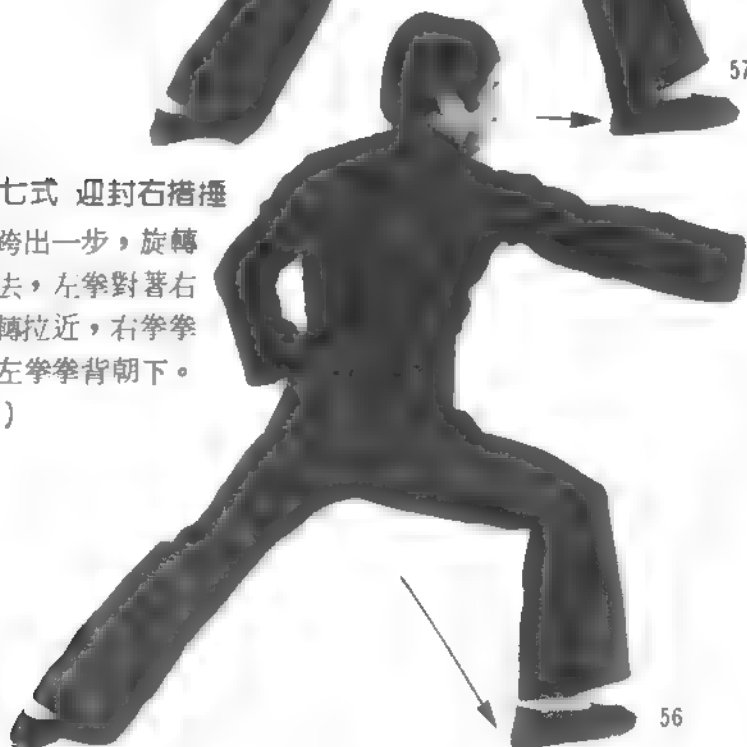 57
七式 迎封右揩捶
跨出一步，旋轉
去，左拳對著右
轉拉近，右拳拳
左拳拳背朝下。
)
56